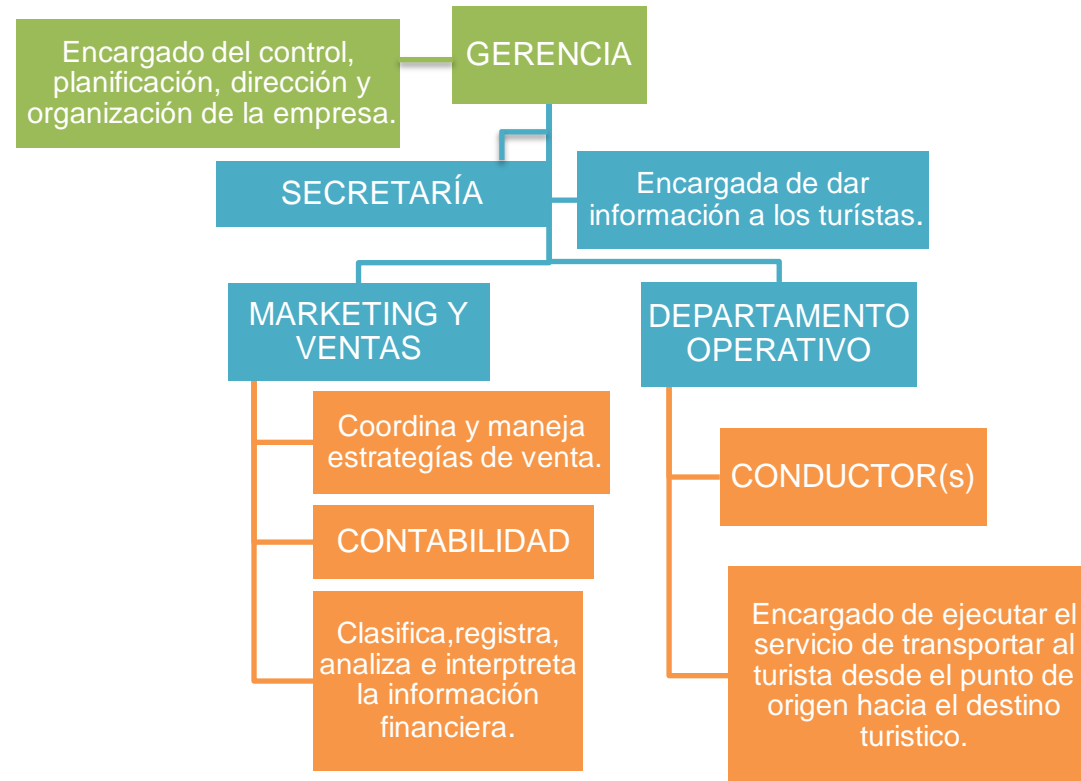 GERENCIA
Encargado del control,
planificación, dirección y
organización de la empresa.
SECRETARÍA
Encargada de dar
información a los turístas.
MARKETING Y
VENTAS
Coordina y maneja
estrategías de venta.
CONTABILIDAD
Clasifica,registra,
analiza e interptreta
la información
financiera.
DEPARTAMENTO
OPERATIVO
CONDUCTOR(s)
Encargado de ejecutar el
servicio de transportar al
turista desde el punto de
origen hacia el destino
turistico.